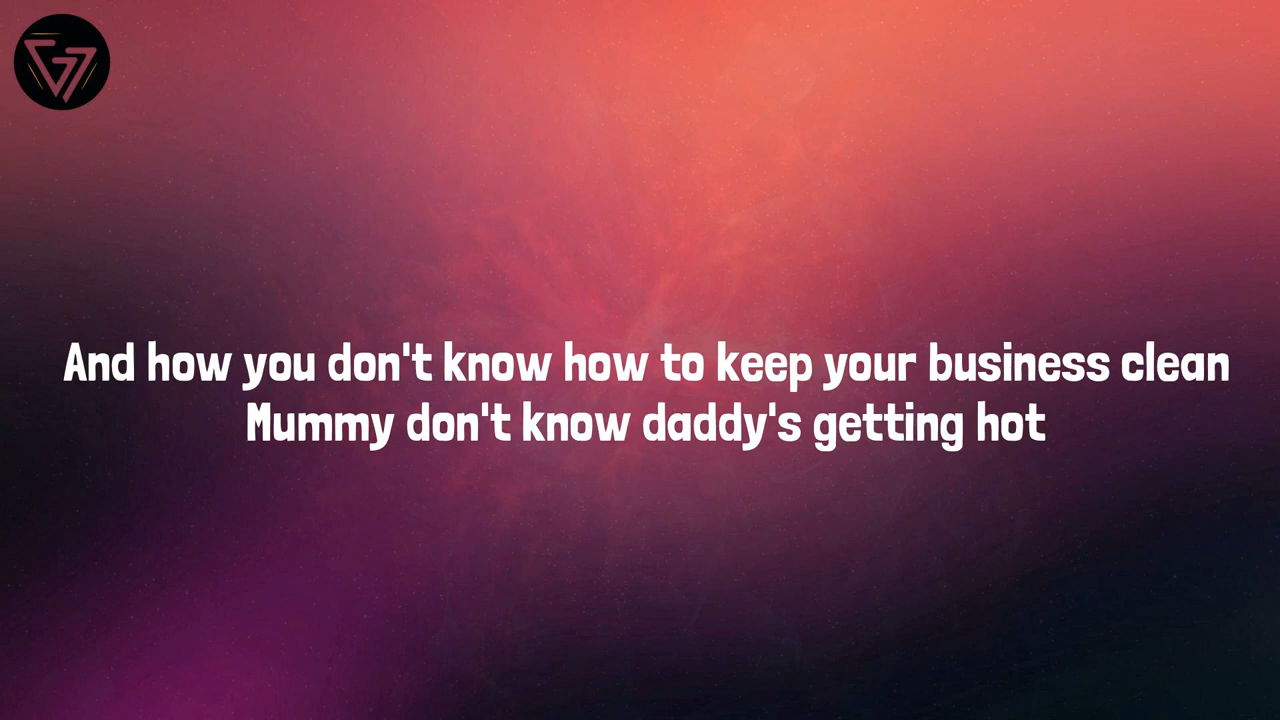 And how you don't know how to keep your business clean
Mummy don't know daddy's getting hot